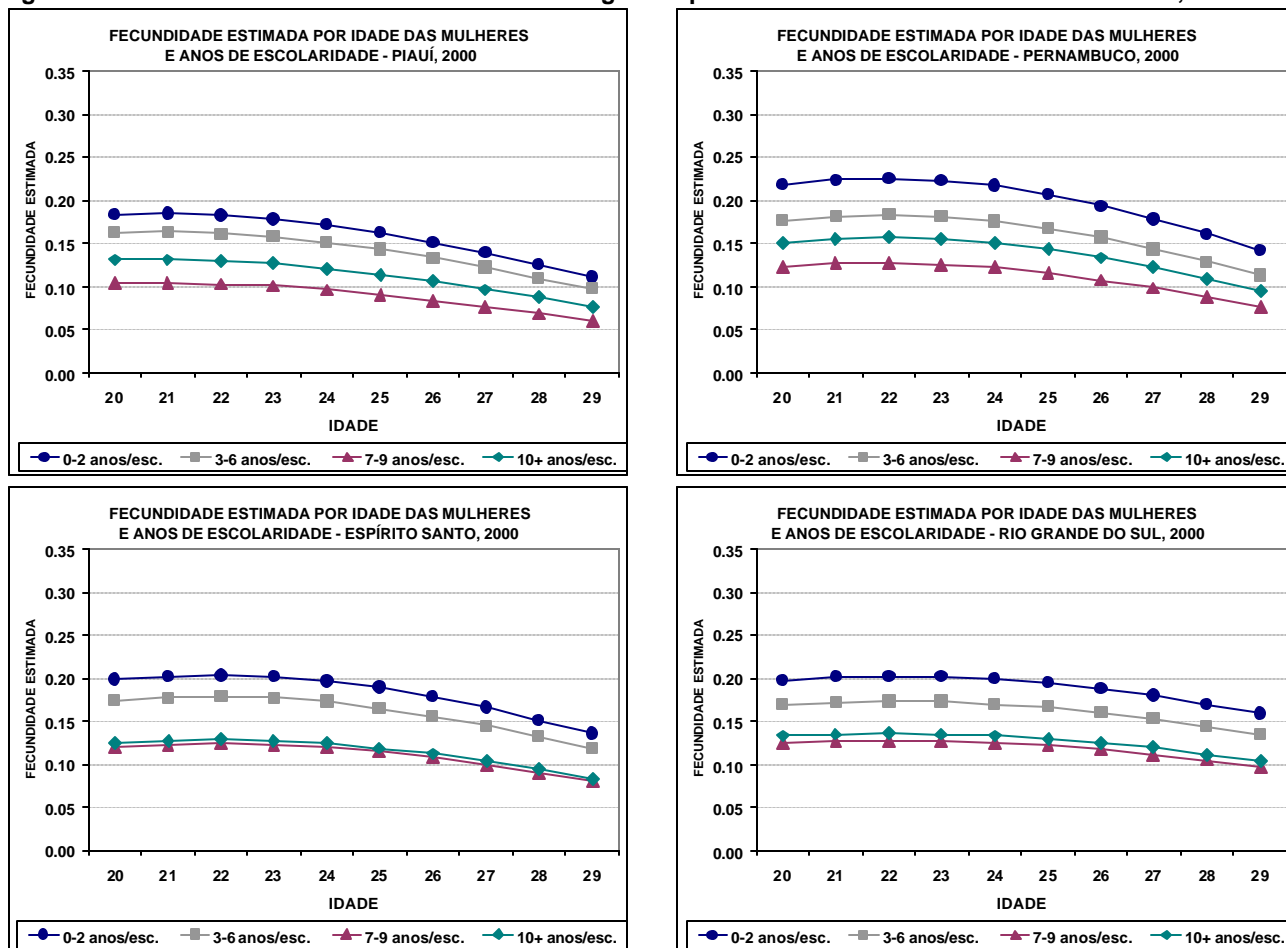 FECUNDIDADE ESTIMADA POR IDADE DAS MULHERES
E ANOS DE ESCOLARIDADE - PIAUÍ, 2000
FECUNDIDADE ESTIMADA
0.35
0.30
0.25
0.20
0.15
0.10
0.05
0.00
20 21 22 23 24 25 26 27 28 29
IDADE
0-2 anos/esc. 3-6 anos/esc. 7-9 anos/esc. 10+ anos/esc.
FECUNDIDADE ESTIMADA POR IDADE DAS MULHERES
E ANOS DE ESCOLARIDADE - PERNAMBUCO, 2000
FECUNDIDADE ESTIMADA
0.35
0.30
0.25
0.20
0.15
0.10
0.05
0.00
20 21 22 23 24 25 26 27 28 29
IDADE
0-2 anos/esc. 3-6 anos/esc. 7-9 anos/esc. 10+ anos/esc.
FECUNDIDADE ESTIMADA POR IDADE DAS MULHERES
E ANOS DE ESCOLARIDADE - ESPÍRITO SANTO, 2000
FECUNDIDADE ESTIMADA
0.35
0.30
0.25
0.20
0.15
0.10
0.05
0.00
20 21 22 23 24 25 26 27 28 29
IDADE
0-2 anos/esc. 3-6 anos/esc. 7-9 anos/esc. 10+ anos/esc.
FECUNDIDADE ESTIMADA POR IDADE DAS MULHERES
E ANOS DE ESCOLARIDADE - RIO GRANDE DO SUL, 2000
FECUNDIDADE ESTIMADA
0.35
0.30
0.25
0.20
0.15
0.10
0.05
0.00
20 21 22 23 24 25 26 27 28 29
IDADE
0-2 anos/esc. 3-6 anos/esc. 7-9 anos/esc. 10+ anos/esc.